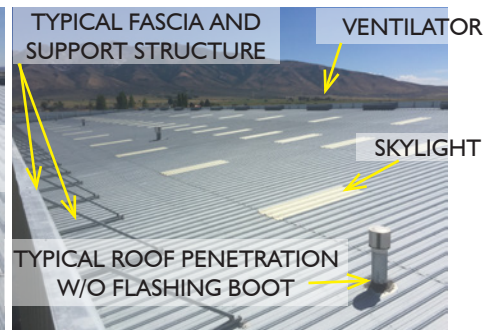 TYPICAL FASCIA AND
SUPPORT STRUCTURE
VENTILATOR
SKYLIGHT
TYPICAL ROOF PENETRATION
W/O FLASHING BOOT